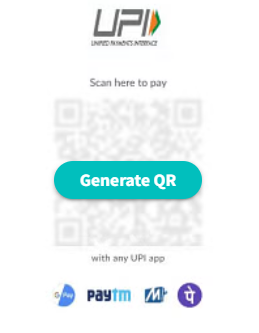 UPI
UNIFIED PAYMENTS INTERFACE
Scan here to pay
Generate QR
with any UPI app
G Pay Paytm पे